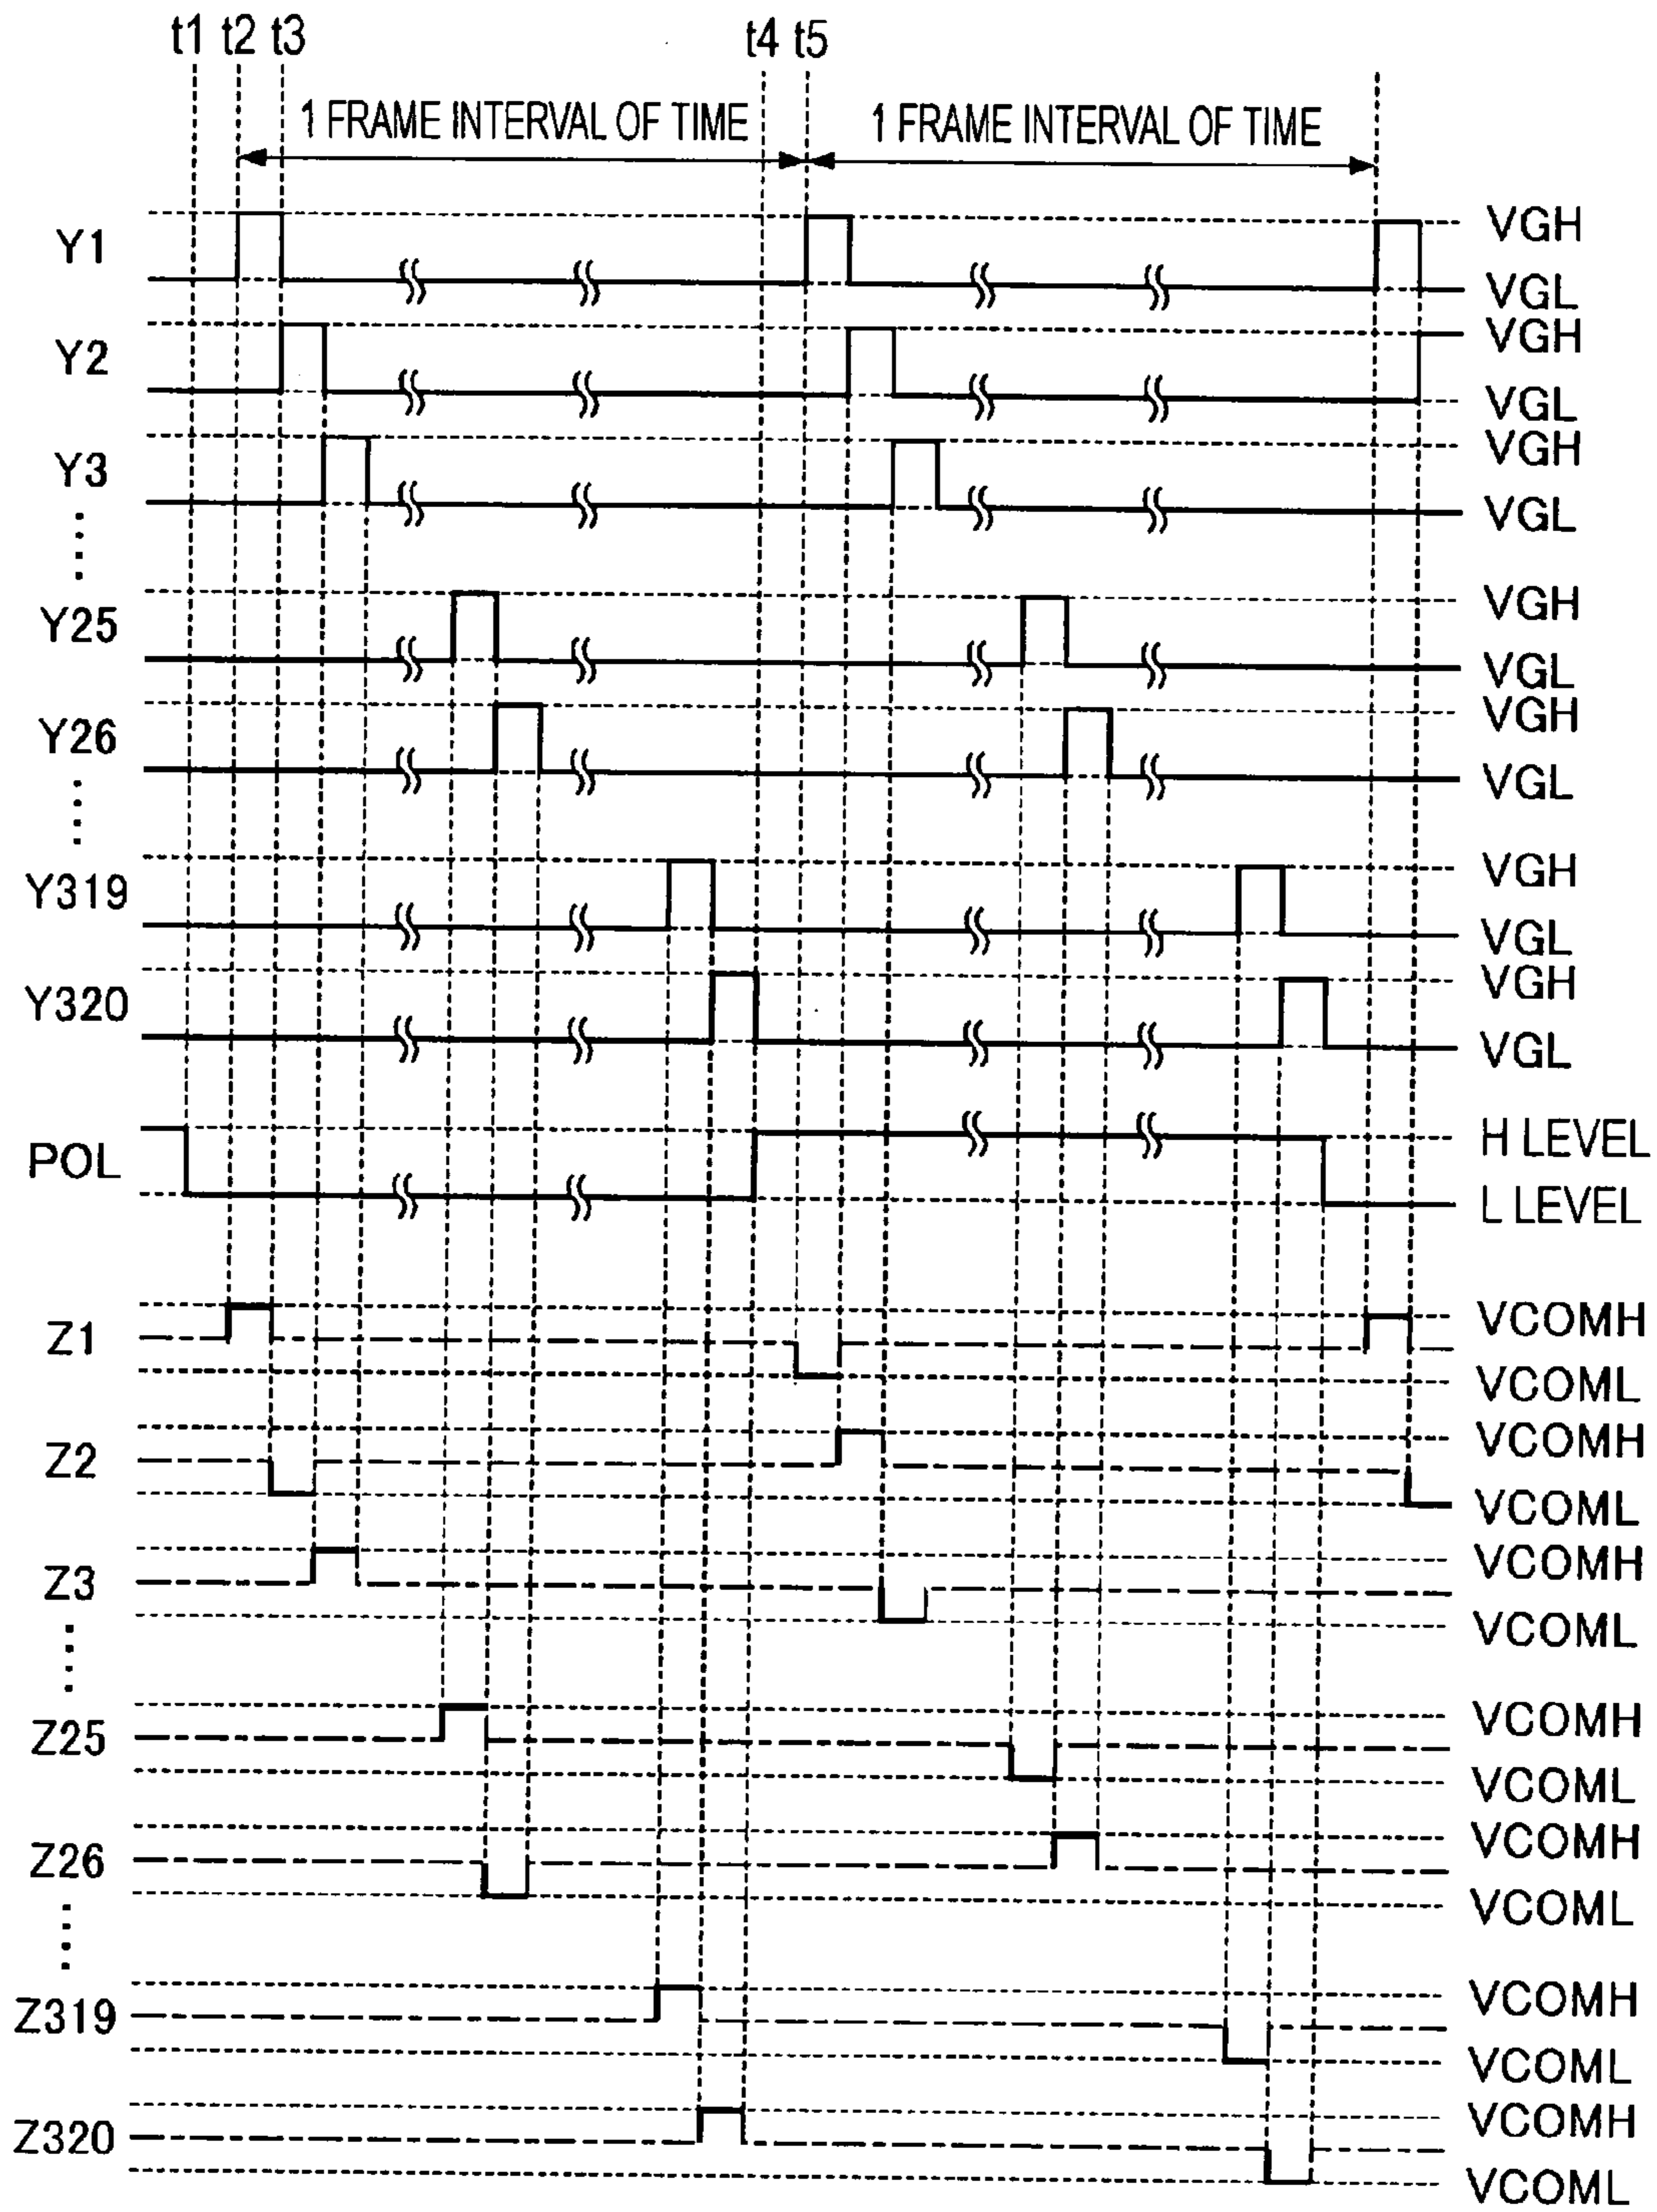 t1 t2 t3 t4 t5
1 FRAME INTERVAL OF TIME 1 FRAME INTERVAL OF TIME
Y1 VGH
VGL
Y2 VGH
VGL
Y3 VGH
VGL
Y25 VGH
VGL
Y26 VGH
VGL
Y319 VGH
VGL
Y320 VGH
VGL
POL H LEVEL
L LEVEL
Z1 VCOMH
VCOML
Z2 VCOMH
VCOML
Z3 VCOMH
VCOML
Z25 VCOMH
VCOML
Z26 VCOMH
VCOML
Z319 VCOMH
VCOML
Z320 VCOMH
VCOML